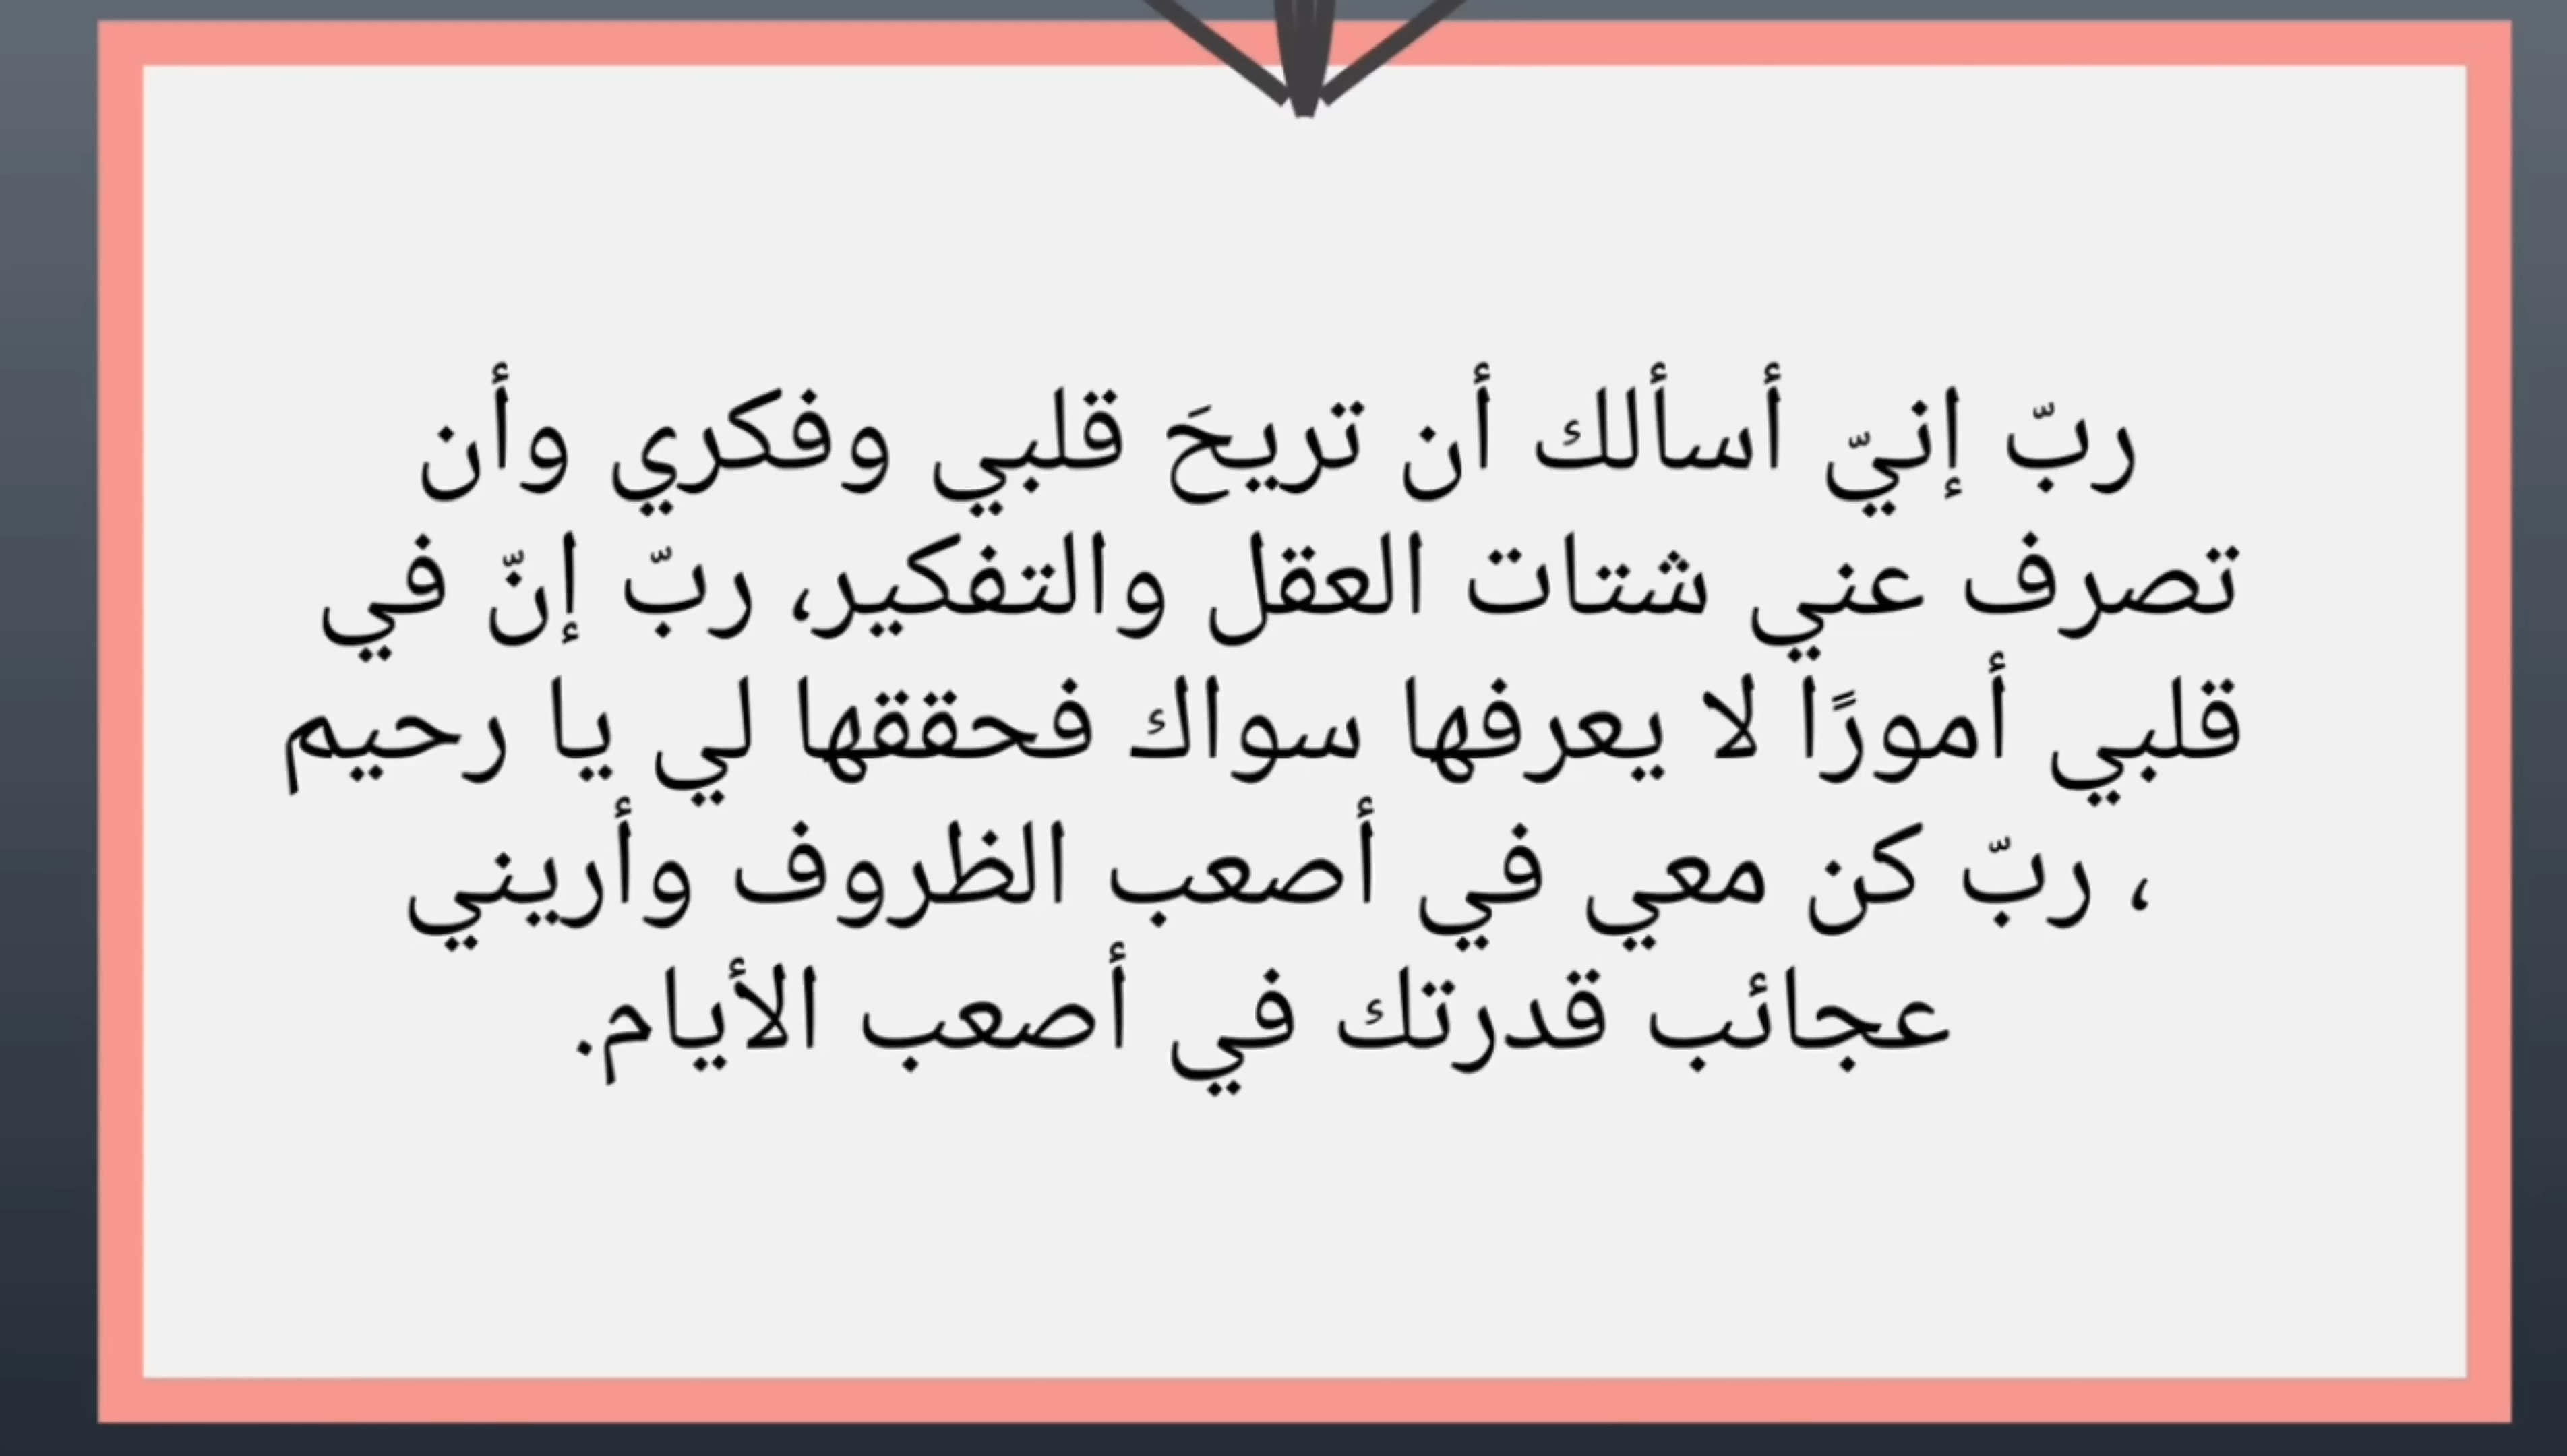 ربّ إنيّ أسألك أن تريحَ قلبي وفكري وأن
تصرف عني شتات العقل والتفكير، ربّ إنّ في
قلبي أمورًا لا يعرفها سواك فحققها لي يا رحيم
، ربّ كن معي في أصعب الظروف وأريني
عجائب قدرتك في أصعب الأيام.